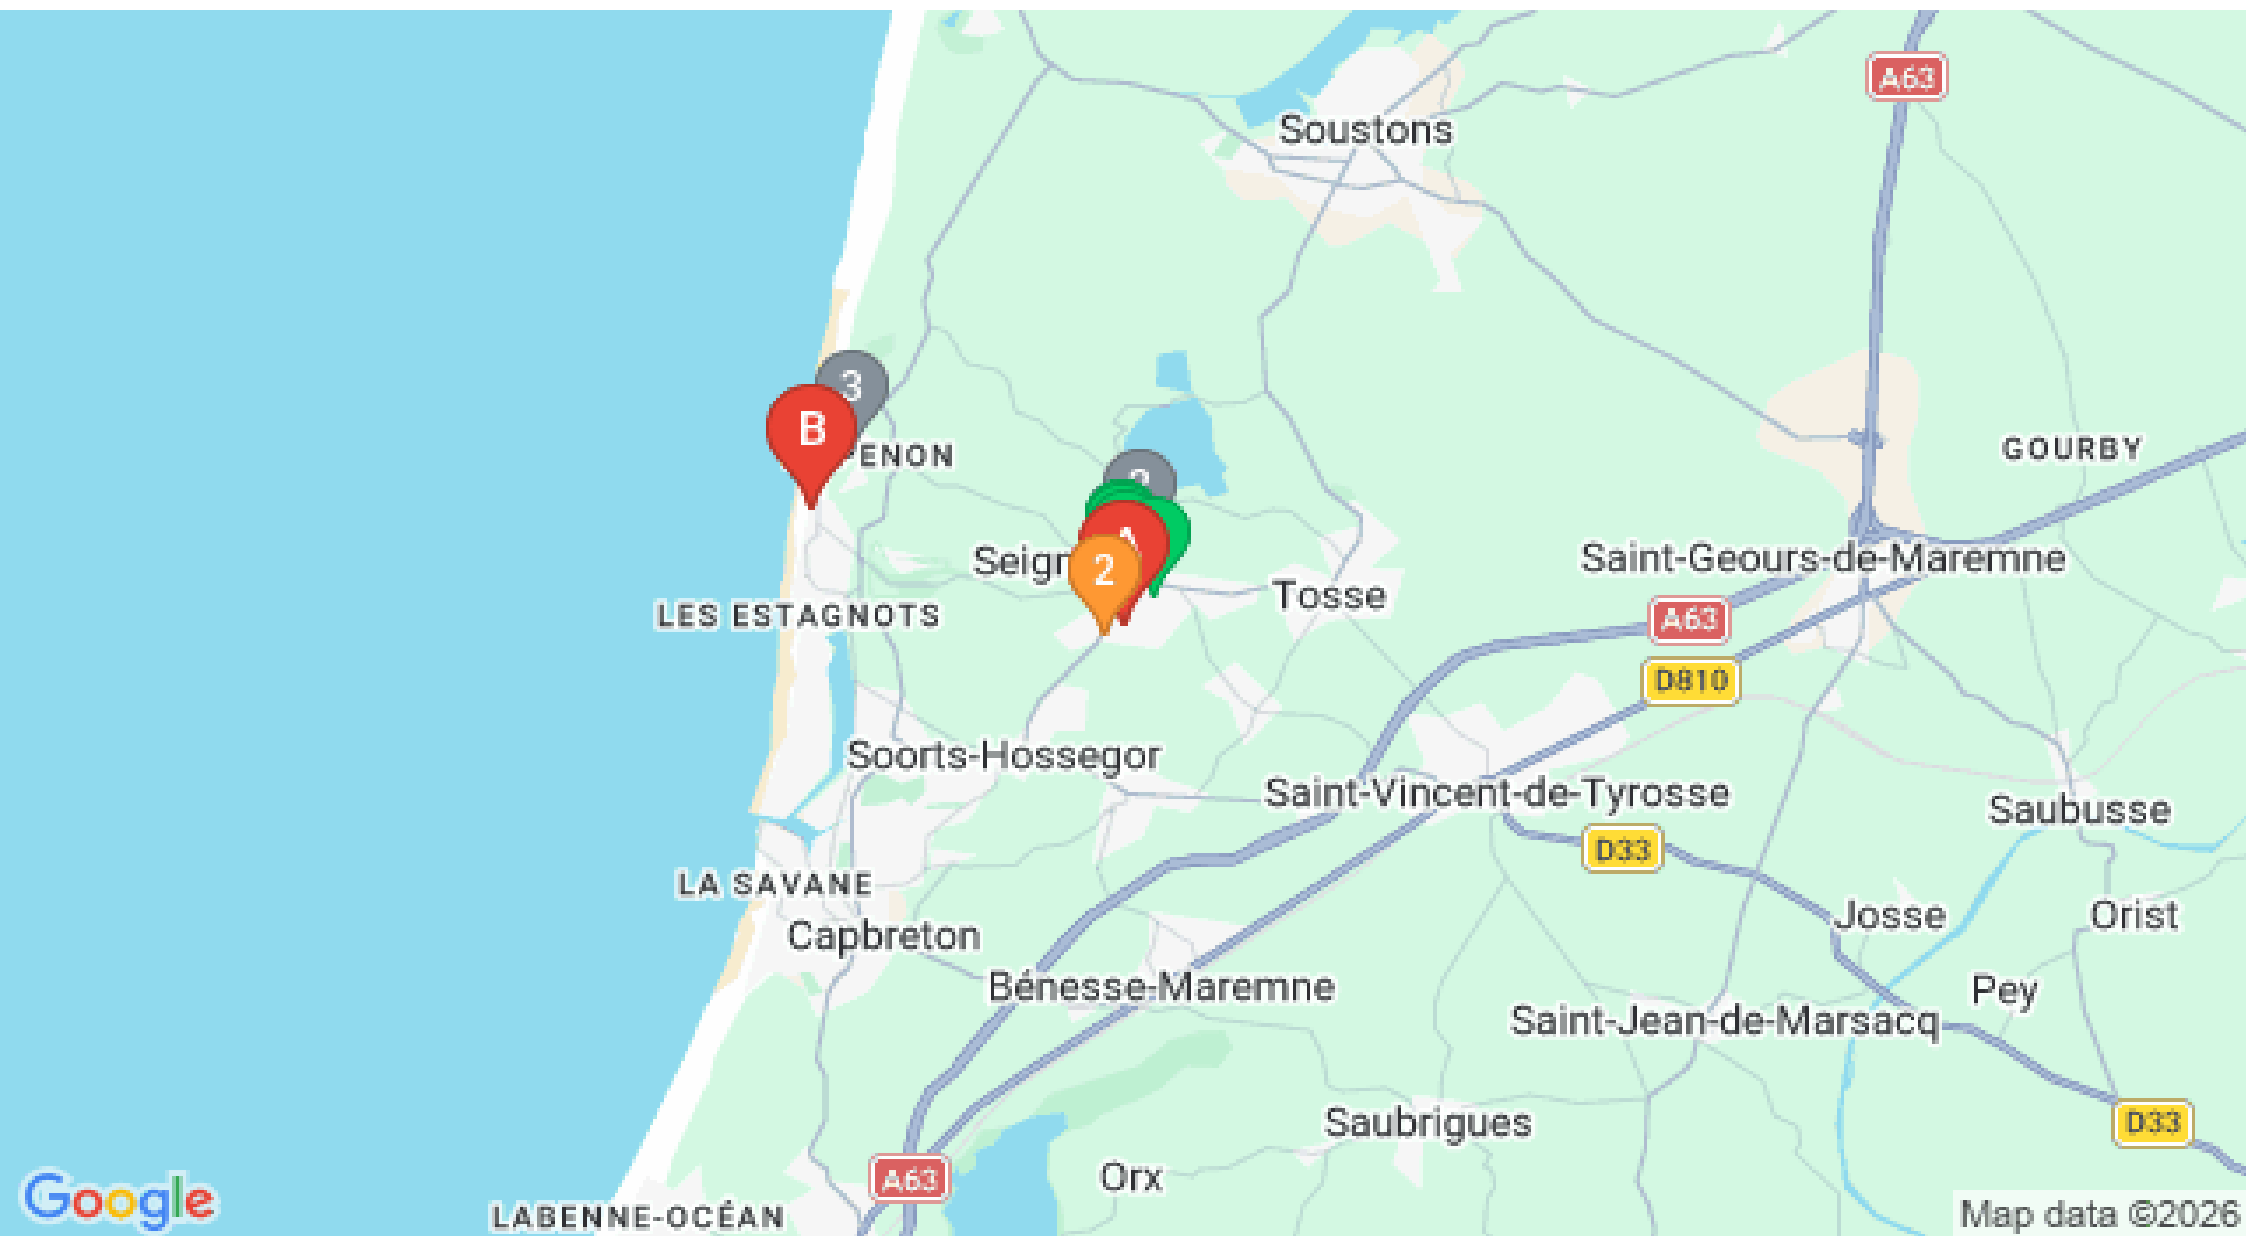 A63
Soustons
3
B
PENON
GOURBY
A
Seign
2
Saint-Geours-de-Maremne
Tosse
LES ESTAGNOTS
A63
D810
Soorts-Hossegor
Saint-Vincent-de-Tyrosse
Saubusse
D33
LA SAVANE
Josse
Orist
Capbreton
Bénesse-Maremne
Pey
Saint-Jean-de-Marsacq
Saubrigues
D33
A63
Orx
Google
LABENNE-OCÉAN
Map data ©2026